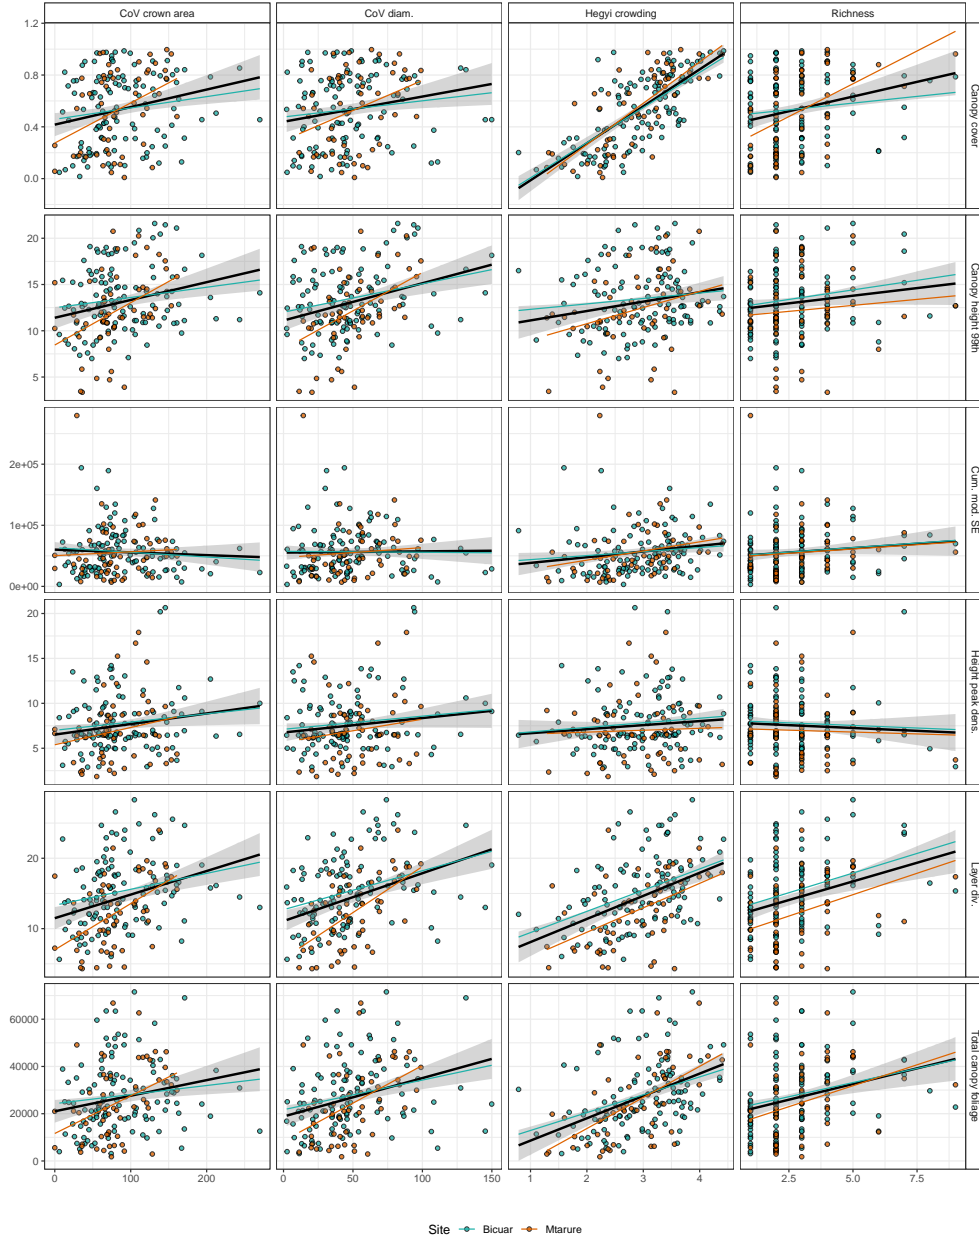 CoV crown area CoV diam. Hegyi crowding Richness
1.2
0.8
0.4
0.0
Canopy cover
20
15
10
5
Canopy height 99th
2e+05
1e+05
0e+00
Cum. mod. SE
20
15
10
5
Height peak dens.
20
10
Layer div.
60000
40000
20000
0
Total canopy foliage
0 100 200 0 50 100 150 1 2 3 4 2.5 5.0 7.5
Site Bicuar Mtarure